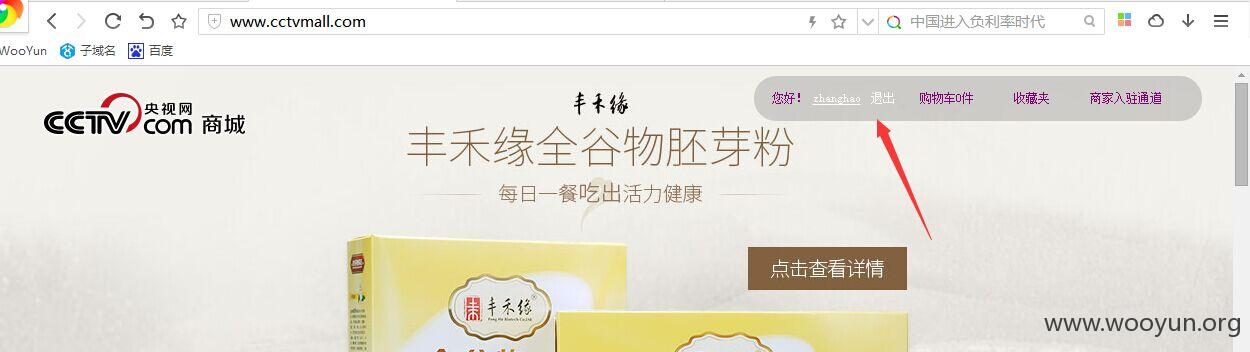 www.cctvmall.com
中国进入负利率时代
WooYun 子域名 百度
CCTV.com 央视网 商城
您好! zhanghao 退出 购物车0件 收藏夹 商家入驻通道
丰禾缘
丰禾缘全谷物胚芽粉
每日一餐吃出活力健康
点击查看详情
丰禾缘
www.wooyun.org